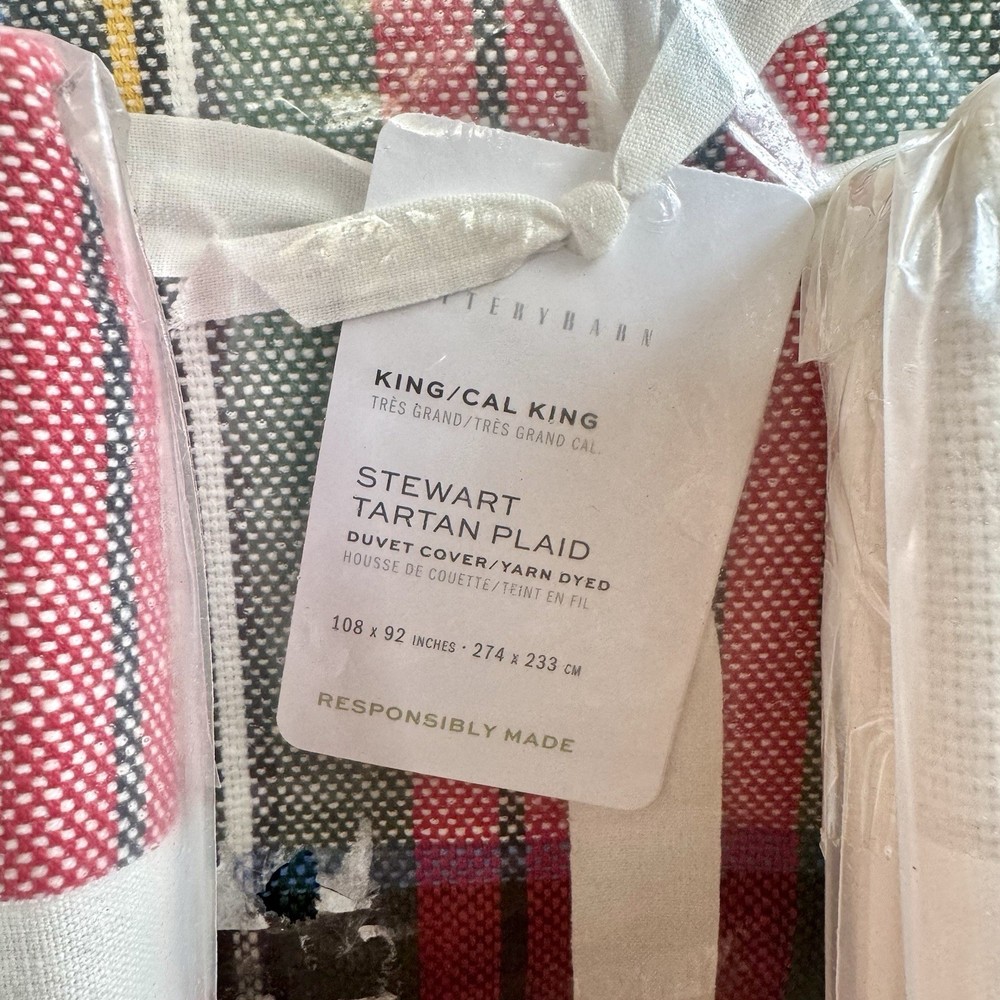 TTERYBARN
KING/CAL KING
TRÈS GRAND/TRÈS GRAND CAL.
STEWART
TARTAN PLAID
DUVET COVER/YARN DYED
HOUSSE DE COUETTE/TEINT EN FIL
108 x 92 INCHES · 274 x 233 CM
RESPONSIBLY MADE